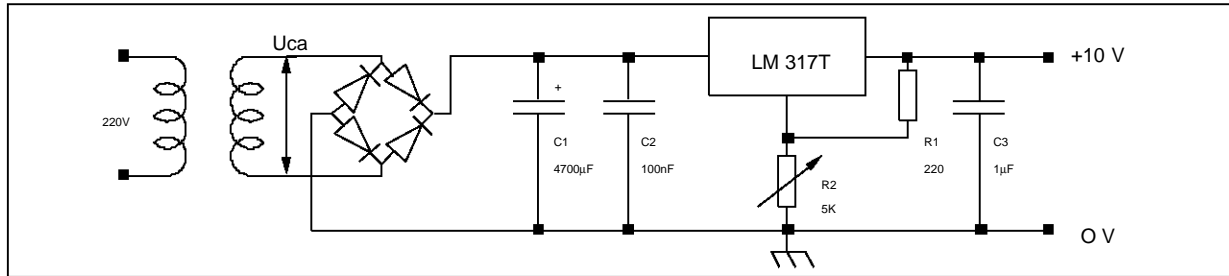 Uca
220V
+
C1
4700µF
C2
100nF
LM 317T
R2
5K
R1
220
C3
1µF
+10 V
O V